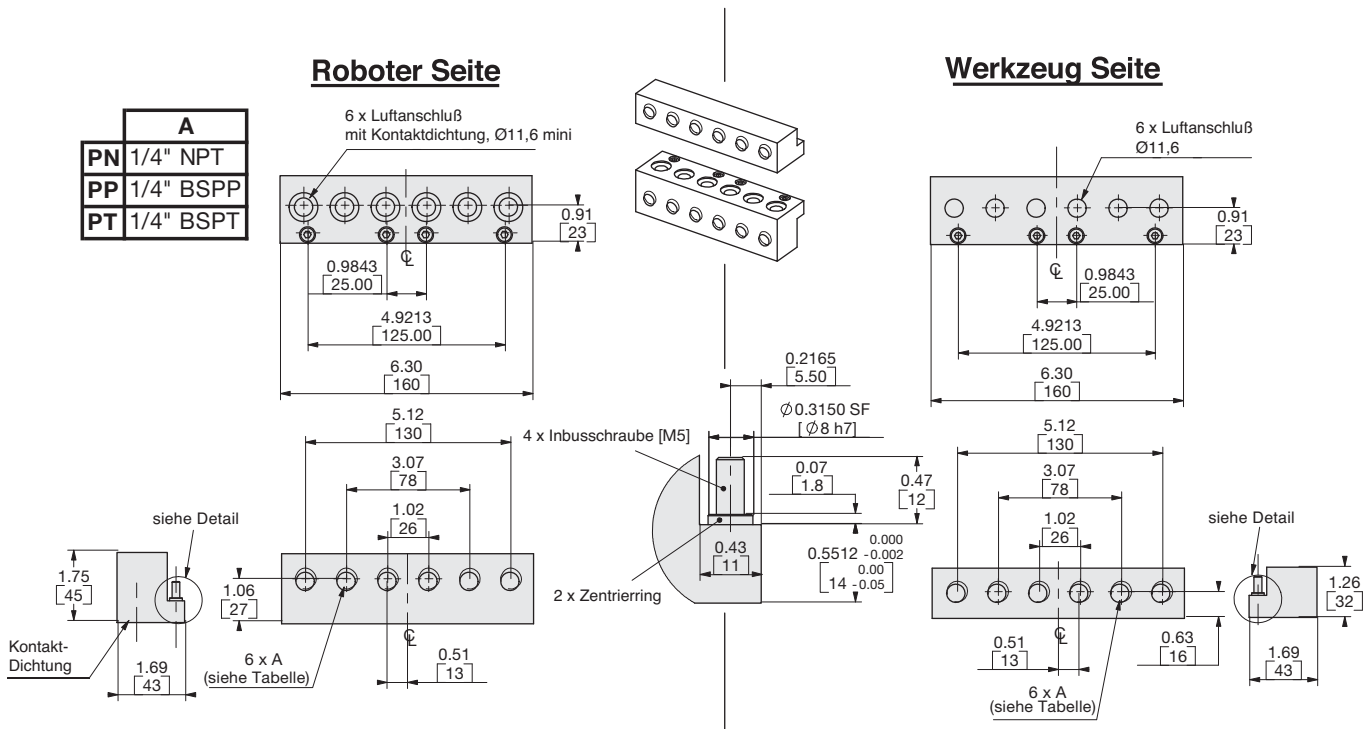 Roboter Seite
Werkzeug Seite
A
PN 1/4" NPT
PP 1/4" BSPP
PT 1/4" BSPT
6 x Luftanschluß
mit Kontaktdichtung, Ø11,6 mini
0.91
[23]
℄
0.9843
[25.00]
4.9213
[125.00]
6.30
[160]
5.12
[130]
3.07
[78]
1.02
[26]
siehe Detail
1.75
[45]
1.06
[27]
Kontakt-
Dichtung
1.69
[43]
6 x A
(siehe Tabelle)
℄
0.51
[13]
0.2165
[5.50]
Ø0.3150 SF
[Ø8 h7]
4 x Inbusschraube [M5]
0.07
[1.8]
0.47
[12]
0.43
[11]
0.5512 0.000 -0.002
[14 0.00 -0.05]
2 x Zentrierring
6 x Luftanschluß
Ø11,6
0.91
[23]
℄
0.9843
[25.00]
4.9213
[125.00]
6.30
[160]
5.12
[130]
3.07
[78]
1.02
[26]
siehe Detail
1.26
[32]
℄
0.51
[13]
0.63
[16]
6 x A
(siehe Tabelle)
1.69
[43]